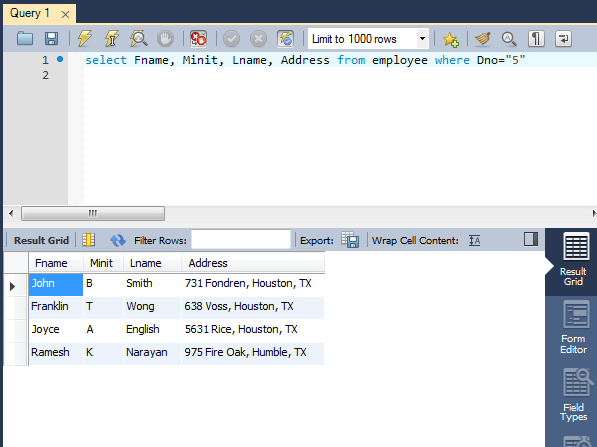 Query 1
Limit to 1000 rows
1 select Fname, Minit, Lname, Address from employee where Dno="5"
2
Result Grid Filter Rows: Export: Wrap Cell Content: IA
Fname Minit Lname Address
John B Smith 731 Fondren, Houston, TX
Franklin T Wong 638 Voss, Houston, TX
Joyce A English 5631 Rice, Houston, TX
Ramesh K Narayan 975 Fire Oak, Humble, TX
Result
Grid
Form
Editor
Field
Types